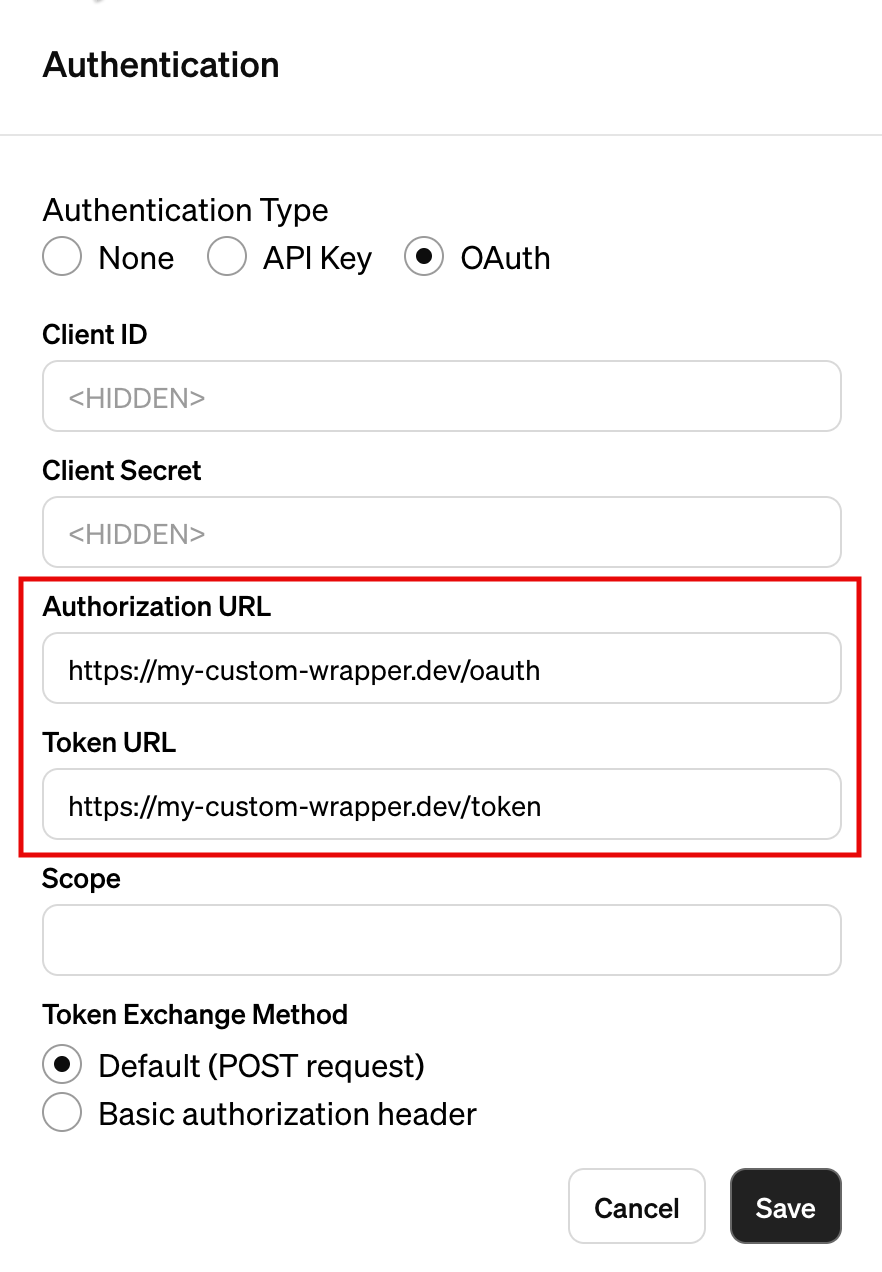 Authentication
Authentication Type
None API Key OAuth
Client ID
<HIDDEN>
Client Secret
<HIDDEN>
Authorization URL
https://my-custom-wrapper.dev/oauth
Token URL
https://my-custom-wrapper.dev/token
Scope
Token Exchange Method
Default (POST request)
Basic authorization header
Cancel Save